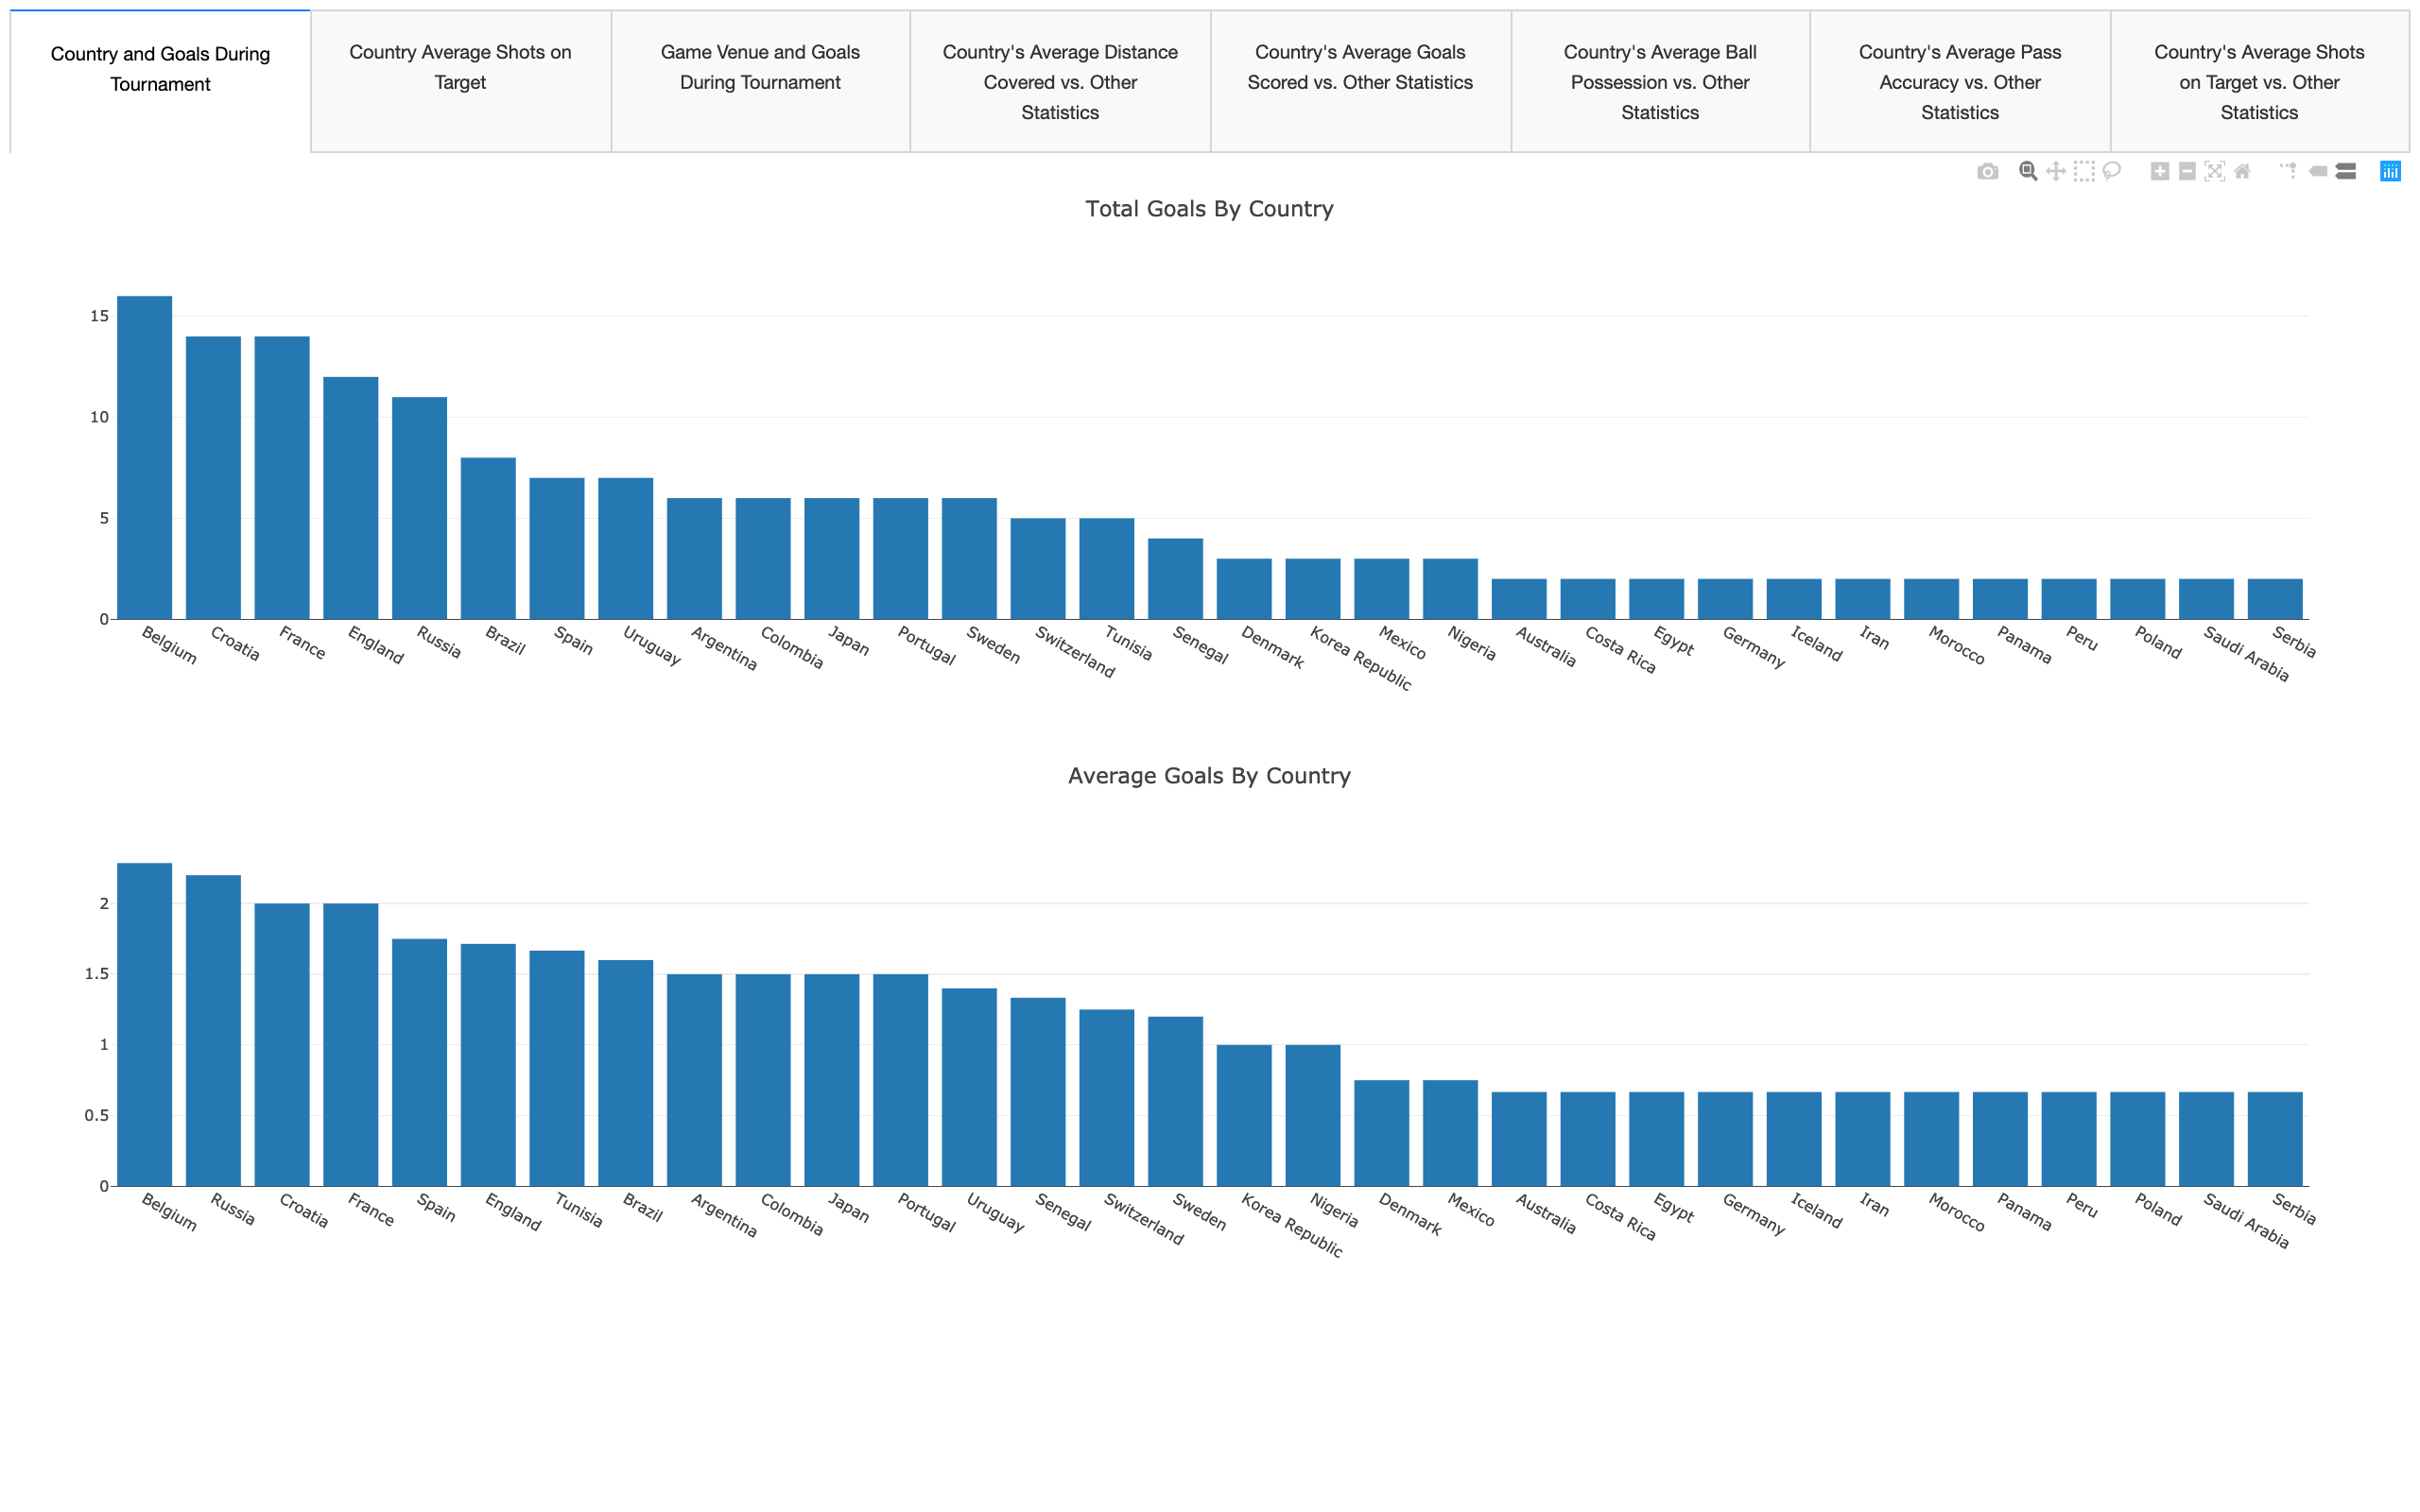 Country and Goals During
Tournament
Country Average Shots on
Target
Game Venue and Goals
During Tournament
Country's Average Distance
Covered vs. Other
Statistics
Country's Average Goals
Scored vs. Other Statistics
Country's Average Ball
Possession vs. Other
Statistics
Country's Average Pass
Accuracy vs. Other
Statistics
Country's Average Shots
on Target vs. Other
Statistics
Total Goals By Country
15
10
5
0
Belgium
Croatia
France
England
Russia
Brazil
Spain
Uruguay
Argentina
Colombia
Japan
Portugal
Sweden
Switzerland
Tunisia
Senegal
Denmark
Korea Republic
Mexico
Nigeria
Australia
Costa Rica
Egypt
Germany
Iceland
Iran
Morocco
Panama
Peru
Poland
Saudi Arabia
Serbia
Average Goals By Country
2
1.5
1
0.5
0
Belgium
Russia
Croatia
France
Spain
England
Tunisia
Brazil
Argentina
Colombia
Japan
Portugal
Uruguay
Senegal
Switzerland
Sweden
Korea Republic
Nigeria
Denmark
Mexico
Australia
Costa Rica
Egypt
Germany
Iceland
Iran
Morocco
Panama
Peru
Poland
Saudi Arabia
Serbia